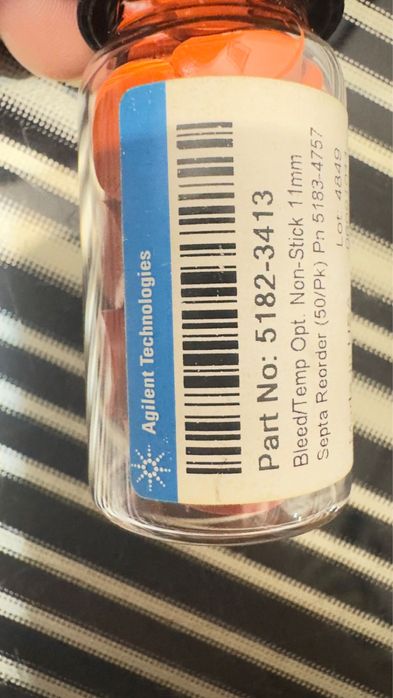 Agilent Technologies
Part No: 5182-3413
Bleed/Temp Opt. Non-Stick 11mm
Septa Reorder (50/Pk) Pn 5183-4757
Lot: 4849